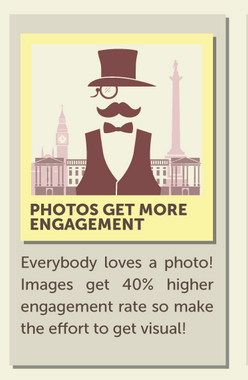 PHOTOS GET MORE
ENGAGEMENT
Everybody loves a photo!
Images get 40% higher
engagement rate so make
the effort to get visual!